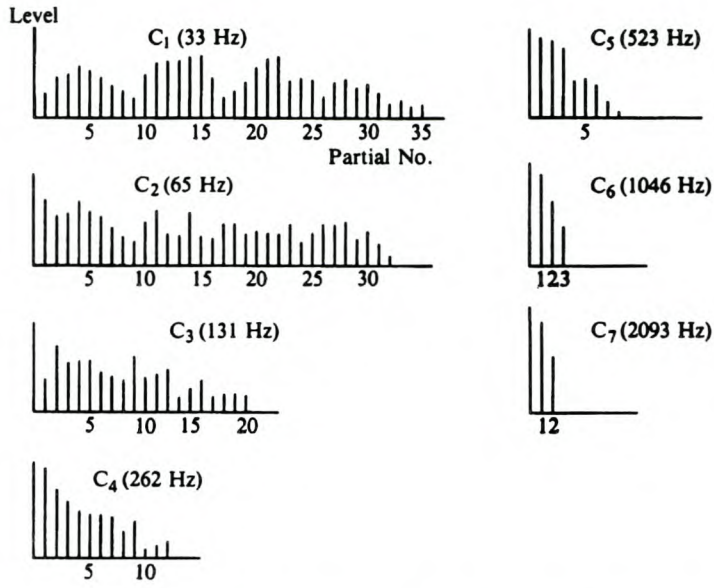 Level
C1 (33 Hz)
5 10 15 20 25 30 35
Partial No.
C2 (65 Hz)
5 10 15 20 25 30
C3 (131 Hz)
5 10 15 20
C4 (262 Hz)
5 10
C5 (523 Hz)
5
C6 (1046 Hz)
123
C7 (2093 Hz)
12